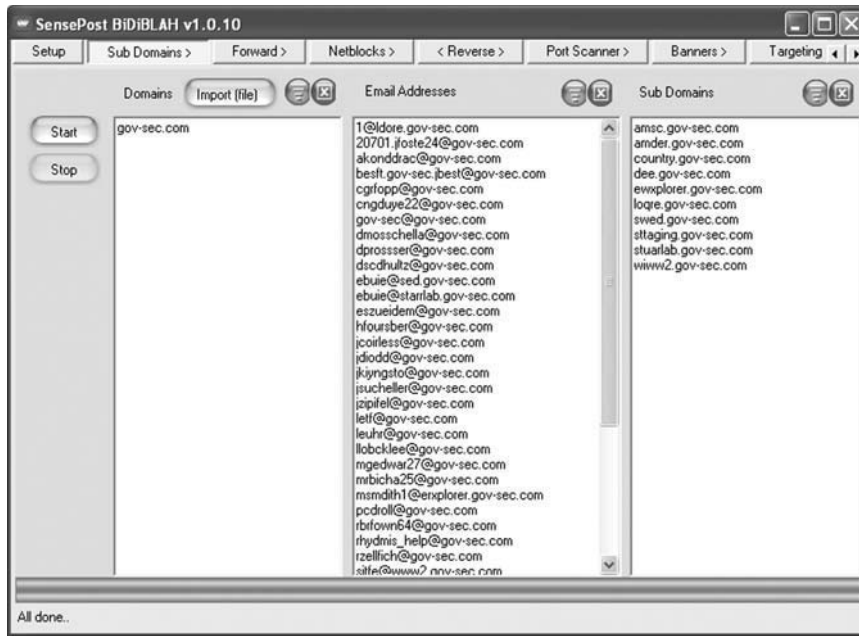 SensePost BiDiBLAH v1.0.10
Setup
Sub Domains >
Forward >
Netblocks >
< Reverse >
Port Scanner >
Banners >
Targeting
Domains
Import (file)
Email Addresses
Sub Domains
Start
Stop
gov-sec.com
1@ldore.gov-sec.com
20701.jfoste24@gov-sec.com
akonddrac@gov-sec.com
besft.gov-sec.jbest@gov-sec.com
cgrfopp@gov-sec.com
cngduye22@gov-sec.com
gov-sec@gov-sec.com
dmosschella@gov-sec.com
dprossser@gov-sec.com
dscdhultz@gov-sec.com
ebuie@sed.gov-sec.com
ebuie@starrlab.gov-sec.com
eszueidem@gov-sec.com
hfoursber@gov-sec.com
jcoirless@gov-sec.com
jdiodd@gov-sec.com
jkiyngsto@gov-sec.com
jsucheller@gov-sec.com
jzipifel@gov-sec.com
letf@gov-sec.com
leuhr@gov-sec.com
llobcklee@gov-sec.com
mgedwar27@gov-sec.com
mrbicha25@gov-sec.com
msmdith1@erxplorer.gov-sec.com
pcdroll@gov-sec.com
rbrfown64@gov-sec.com
rhydmis_help@gov-sec.com
rzellfich@gov-sec.com
sitfe@www2.gov-sec.com
amsc.gov-sec.com
amder.gov-sec.com
country.gov-sec.com
dee.gov-sec.com
ewxplorer.gov-sec.com
loqre.gov-sec.com
swed.gov-sec.com
sttaging.gov-sec.com
stuarlab.gov-sec.com
wiww2.gov-sec.com
All done..